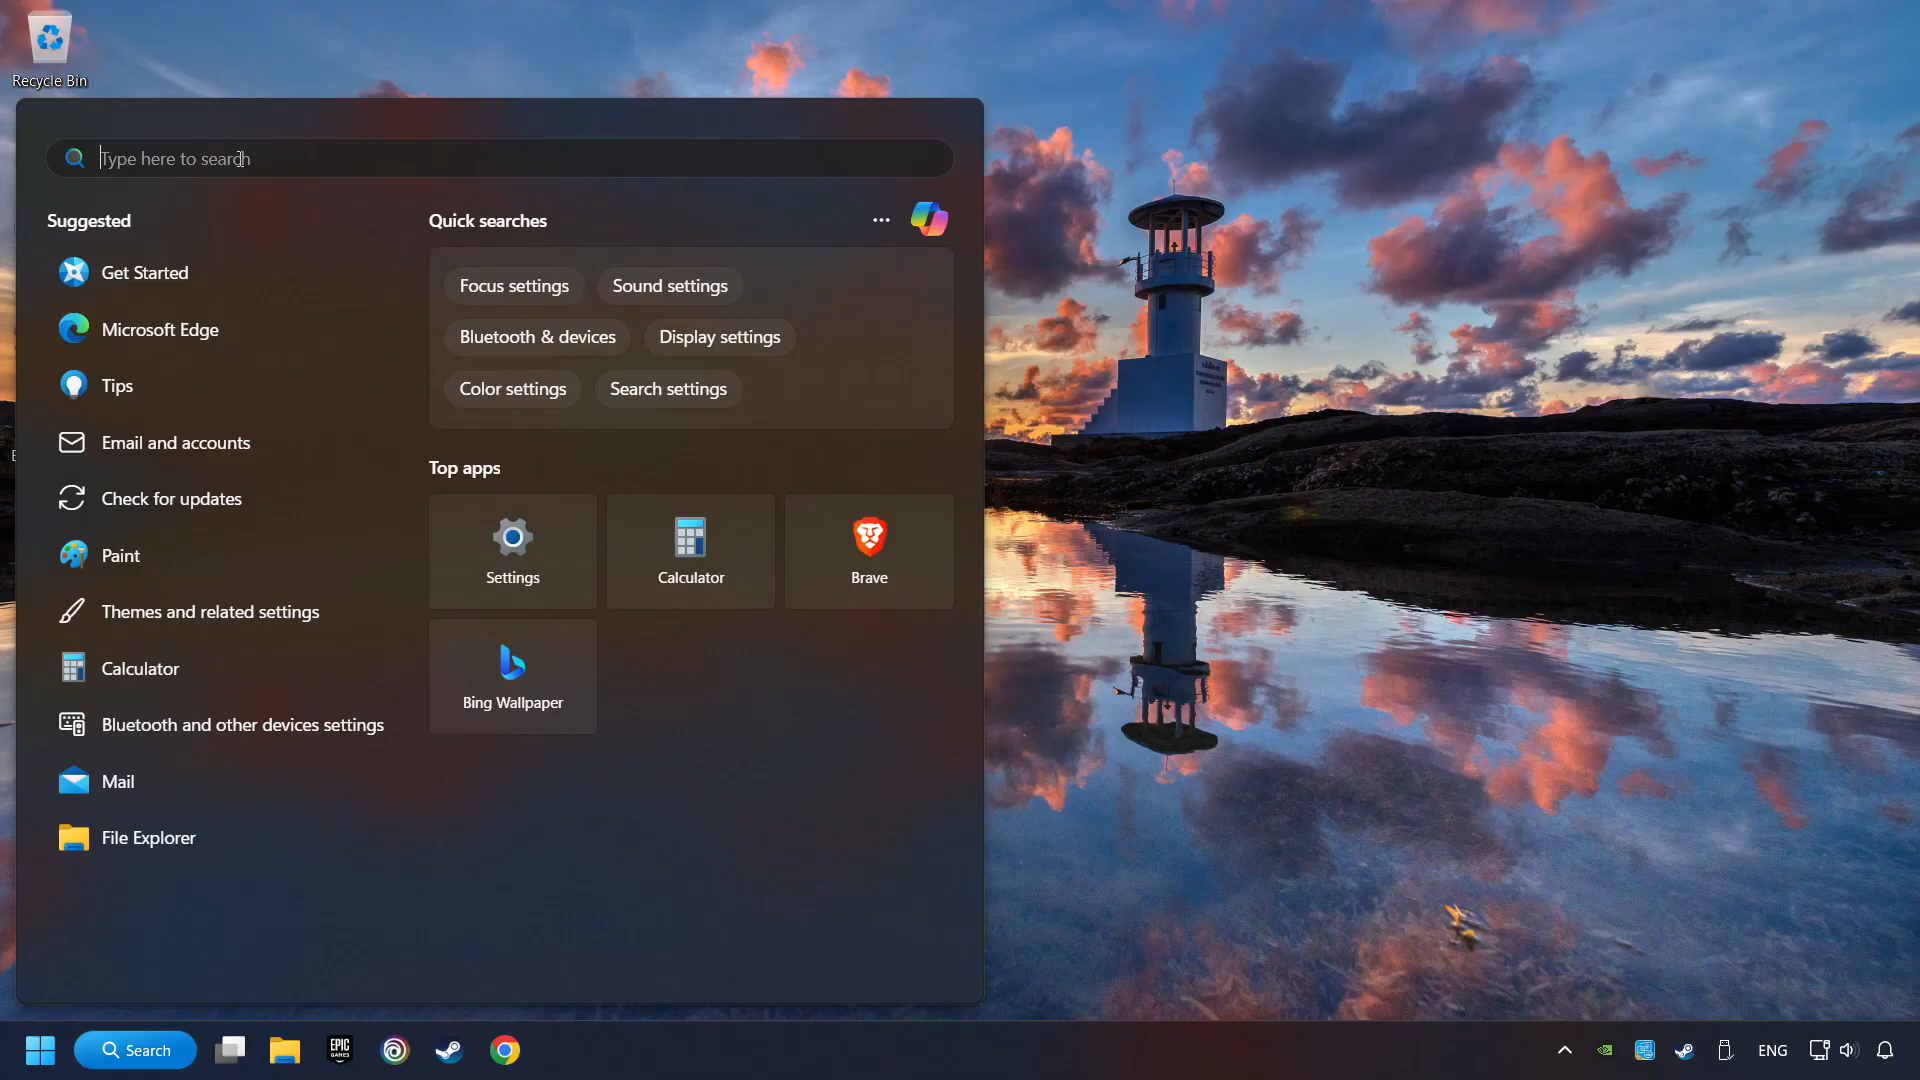 Recycle Bin
Type here to search
Suggested
Get Started
Microsoft Edge
Tips
Email and accounts
Check for updates
Paint
Themes and related settings
Calculator
Bluetooth and other devices settings
Mail
File Explorer
Quick searches
Focus settings
Sound settings
Bluetooth & devices
Display settings
Color settings
Search settings
Top apps
Settings
Calculator
Brave
Bing Wallpaper
Search
EPIC
GAMES
ENG